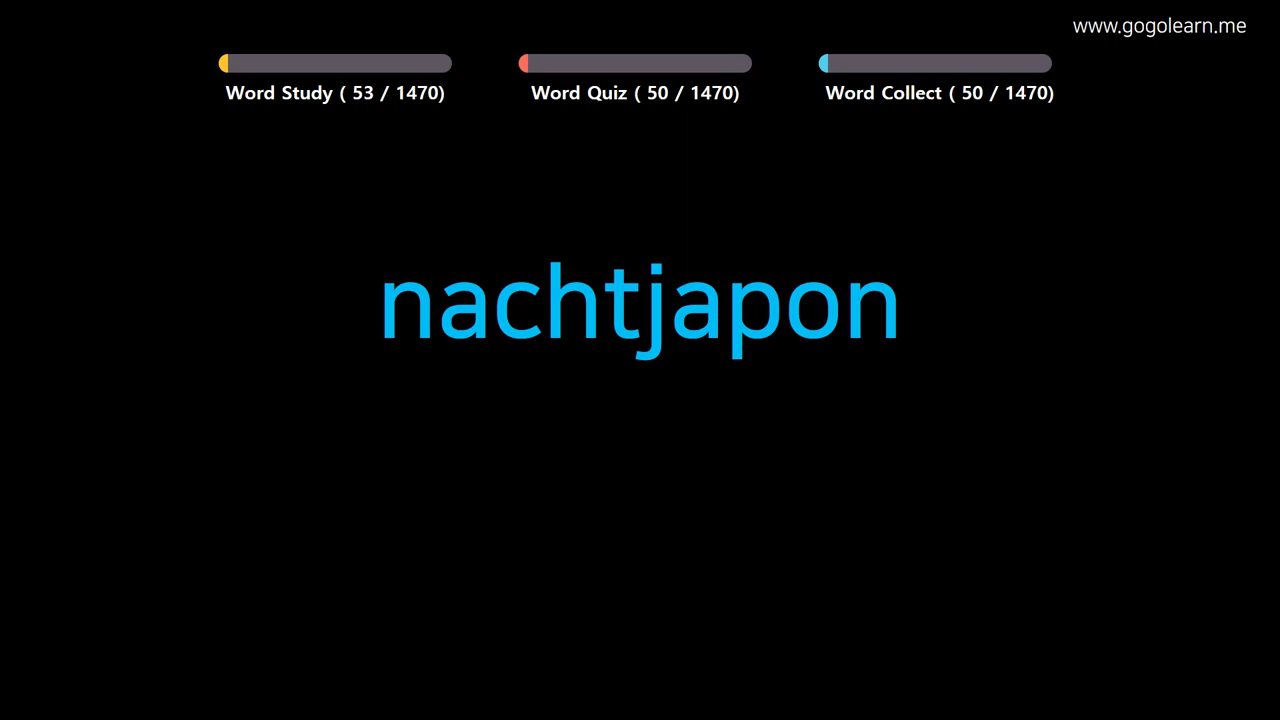 www.gogolearn.me
Word Study ( 53 / 1470)
Word Quiz ( 50 / 1470)
Word Collect ( 50 / 1470)
nachtjapon